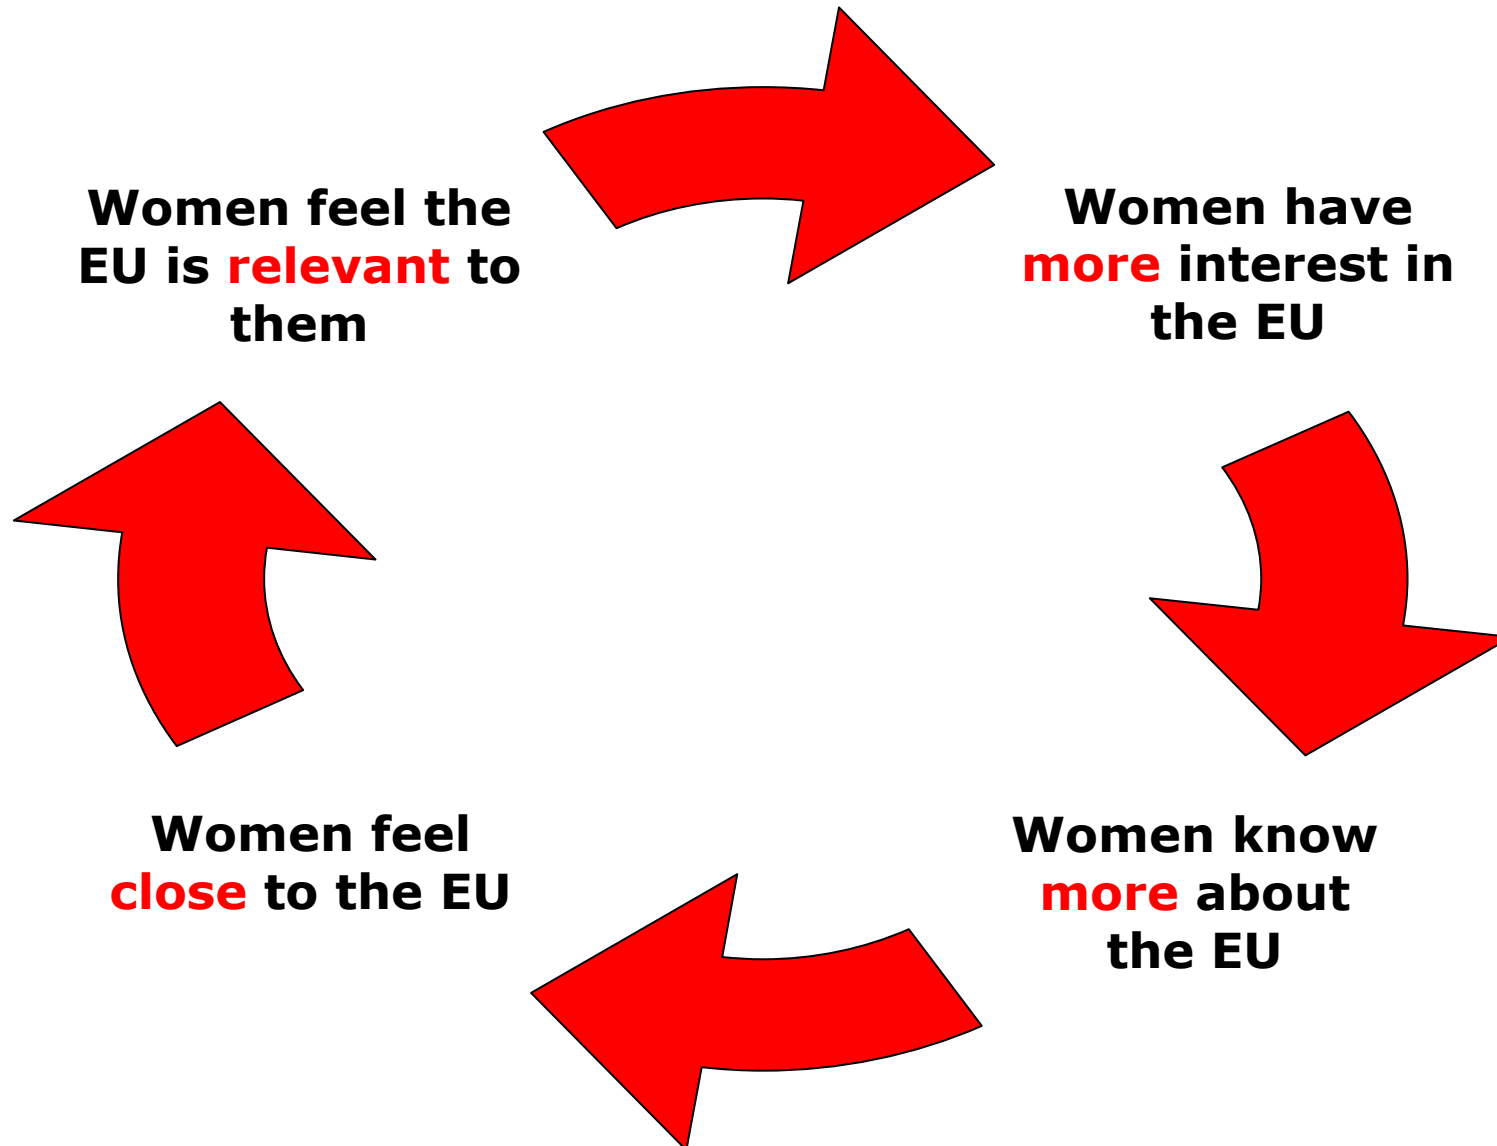 Women feel the
EU is relevant to
them
Women have
more interest in
the EU
Women know
more about
the EU
Women feel
close to the EU